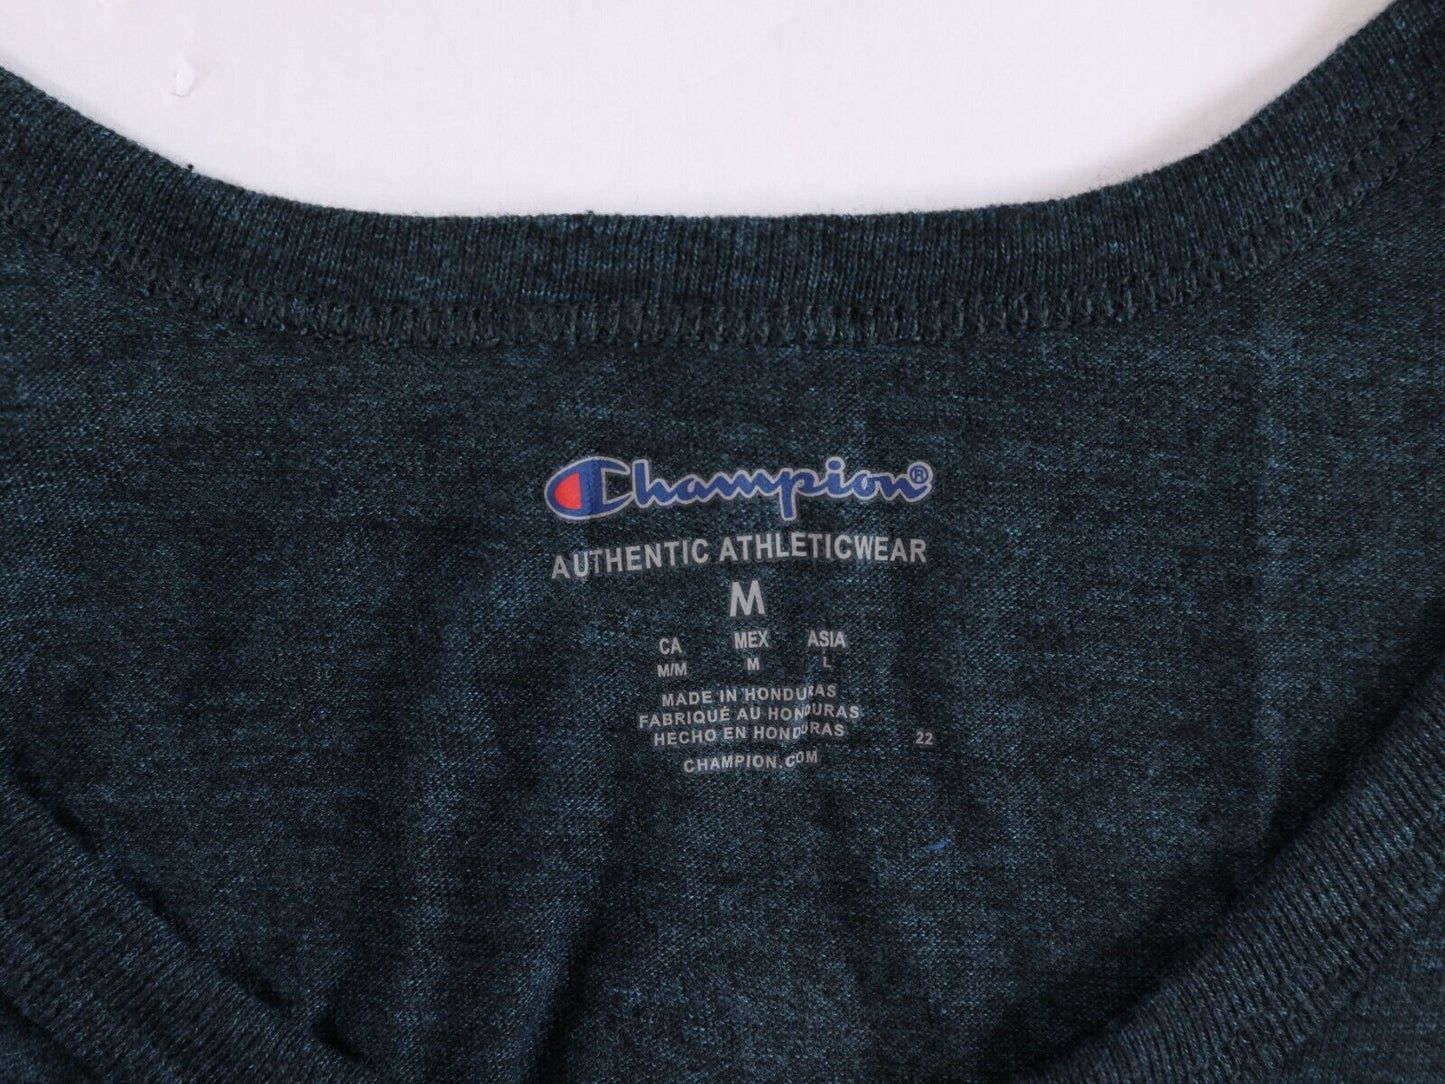 Champion®
AUTHENTIC ATHLETICWEAR
M
CA MEX ASIA
M/M M L
MADE IN HONDURAS
FABRIQUÉ AU HONDURAS
HECHO EN HONDURAS 22
CHAMPION.COM